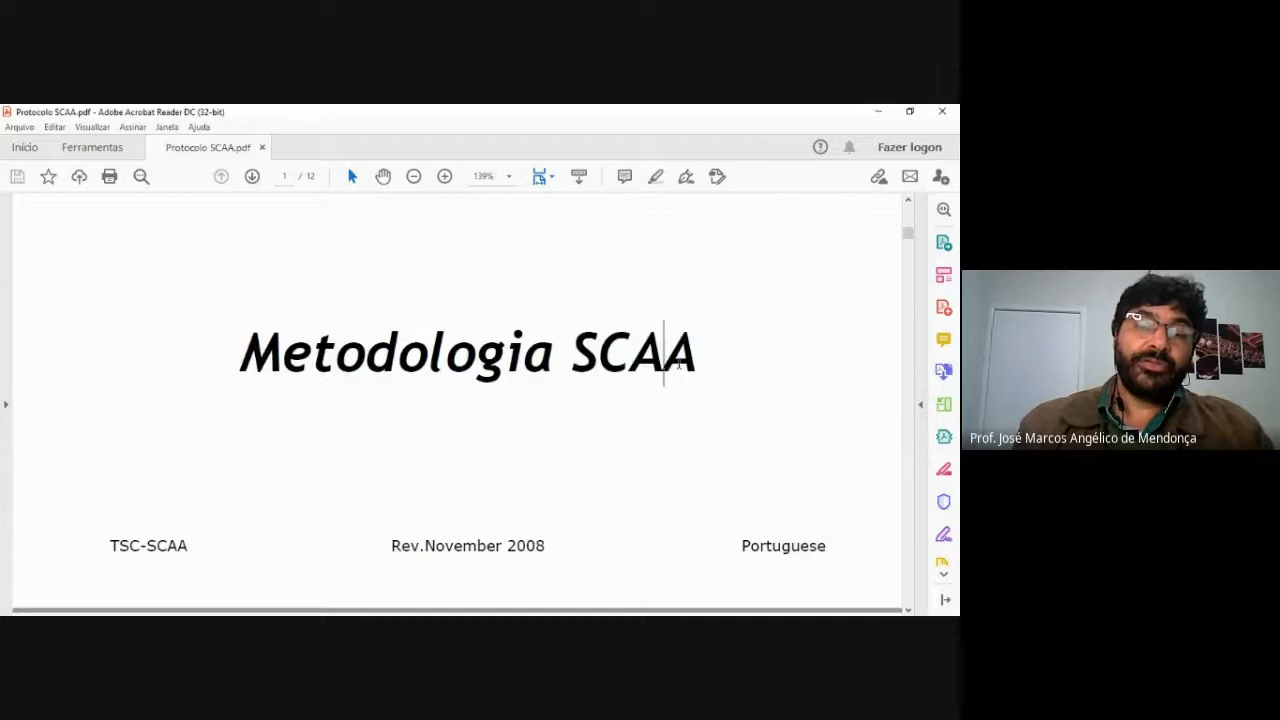 Protocolo SCAA.pdf - Adobe Acrobat Reader DC (32-bit)
Arquivo Editar Visualizar Assinar Janela Ajuda
Início Ferramentas Protocolo SCAA.pdf × Fazer logon
1 / 12 139%
Metodologia SCAA
TSC-SCAA Rev.November 2008 Portuguese
Prof. José Marcos Angélico de Mendonça